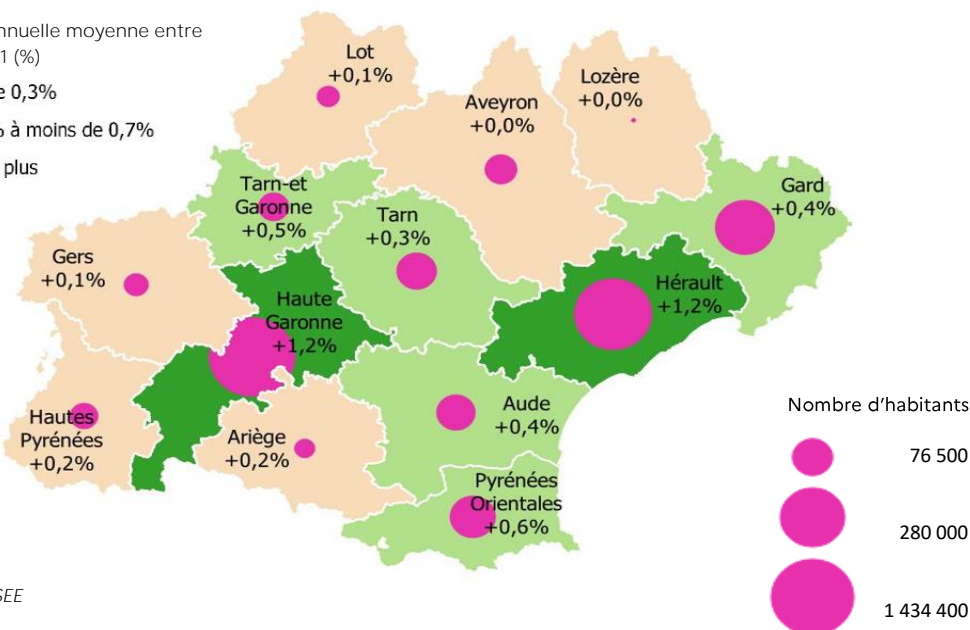 nnuelle moyenne entre
1 (%)
e 0,3%
% à moins de 0,7%
plus
Lot
+0,1%
Lozère
+0,0%
Aveyron
+0,0%
Tarn-et
Garonne
+0,5%
Tarn
+0,3%
Gard
+0,4%
Gers
+0,1%
Haute
Garonne
+1,2%
Hérault
+1,2%
Hautes
Pyrénées
+0,2%
Ariège
+0,2%
Aude
+0,4%
Pyrénées
Orientales
+0,6%
Nombre d'habitants
76 500
280 000
1 434 400
SEE